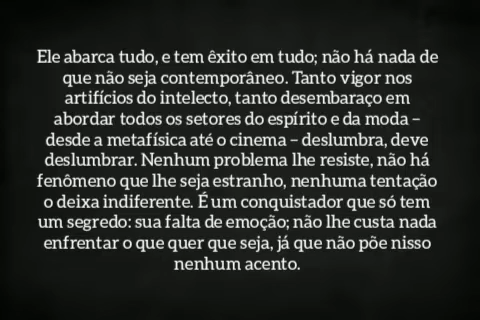 Ele abarca tudo, e tem êxito em tudo; não há nada de
que não seja contemporâneo. Tanto vigor nos
artifícios do intelecto, tanto desembaraço em
abordar todos os setores do espírito e da moda –
desde a metafísica até o cinema – deslumbra, deve
deslumbrar. Nenhum problema lhe resiste, não há
fenômeno que lhe seja estranho, nenhuma tentação
o deixa indiferente. É um conquistador que só tem
um segredo: sua falta de emoção; não lhe custa nada
enfrentar o que quer que seja, já que não põe nisso
nenhum acento.